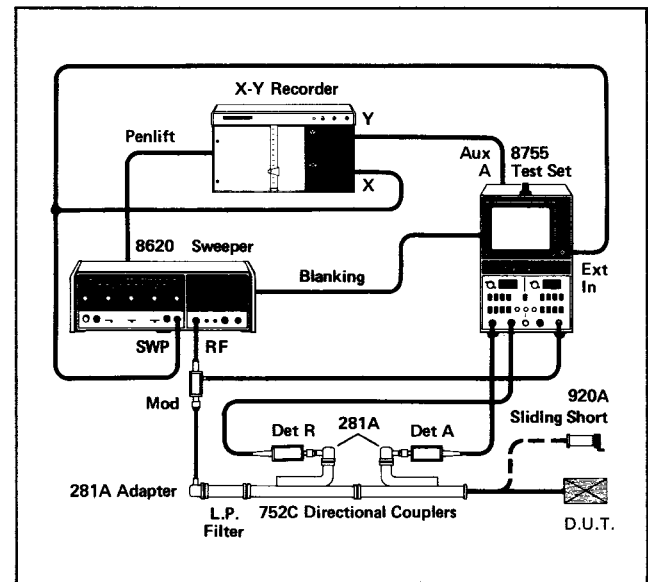 X-Y Recorder
Y
Penlift
Aux
A
8755
Test Set
X
8620 Sweeper
Blanking
Ext
In
SWP
RF
920A
Sliding Short
Mod
Det R
281A
Det A
281A Adapter
L.P.
Filter
752C Directional Couplers
D.U.T.